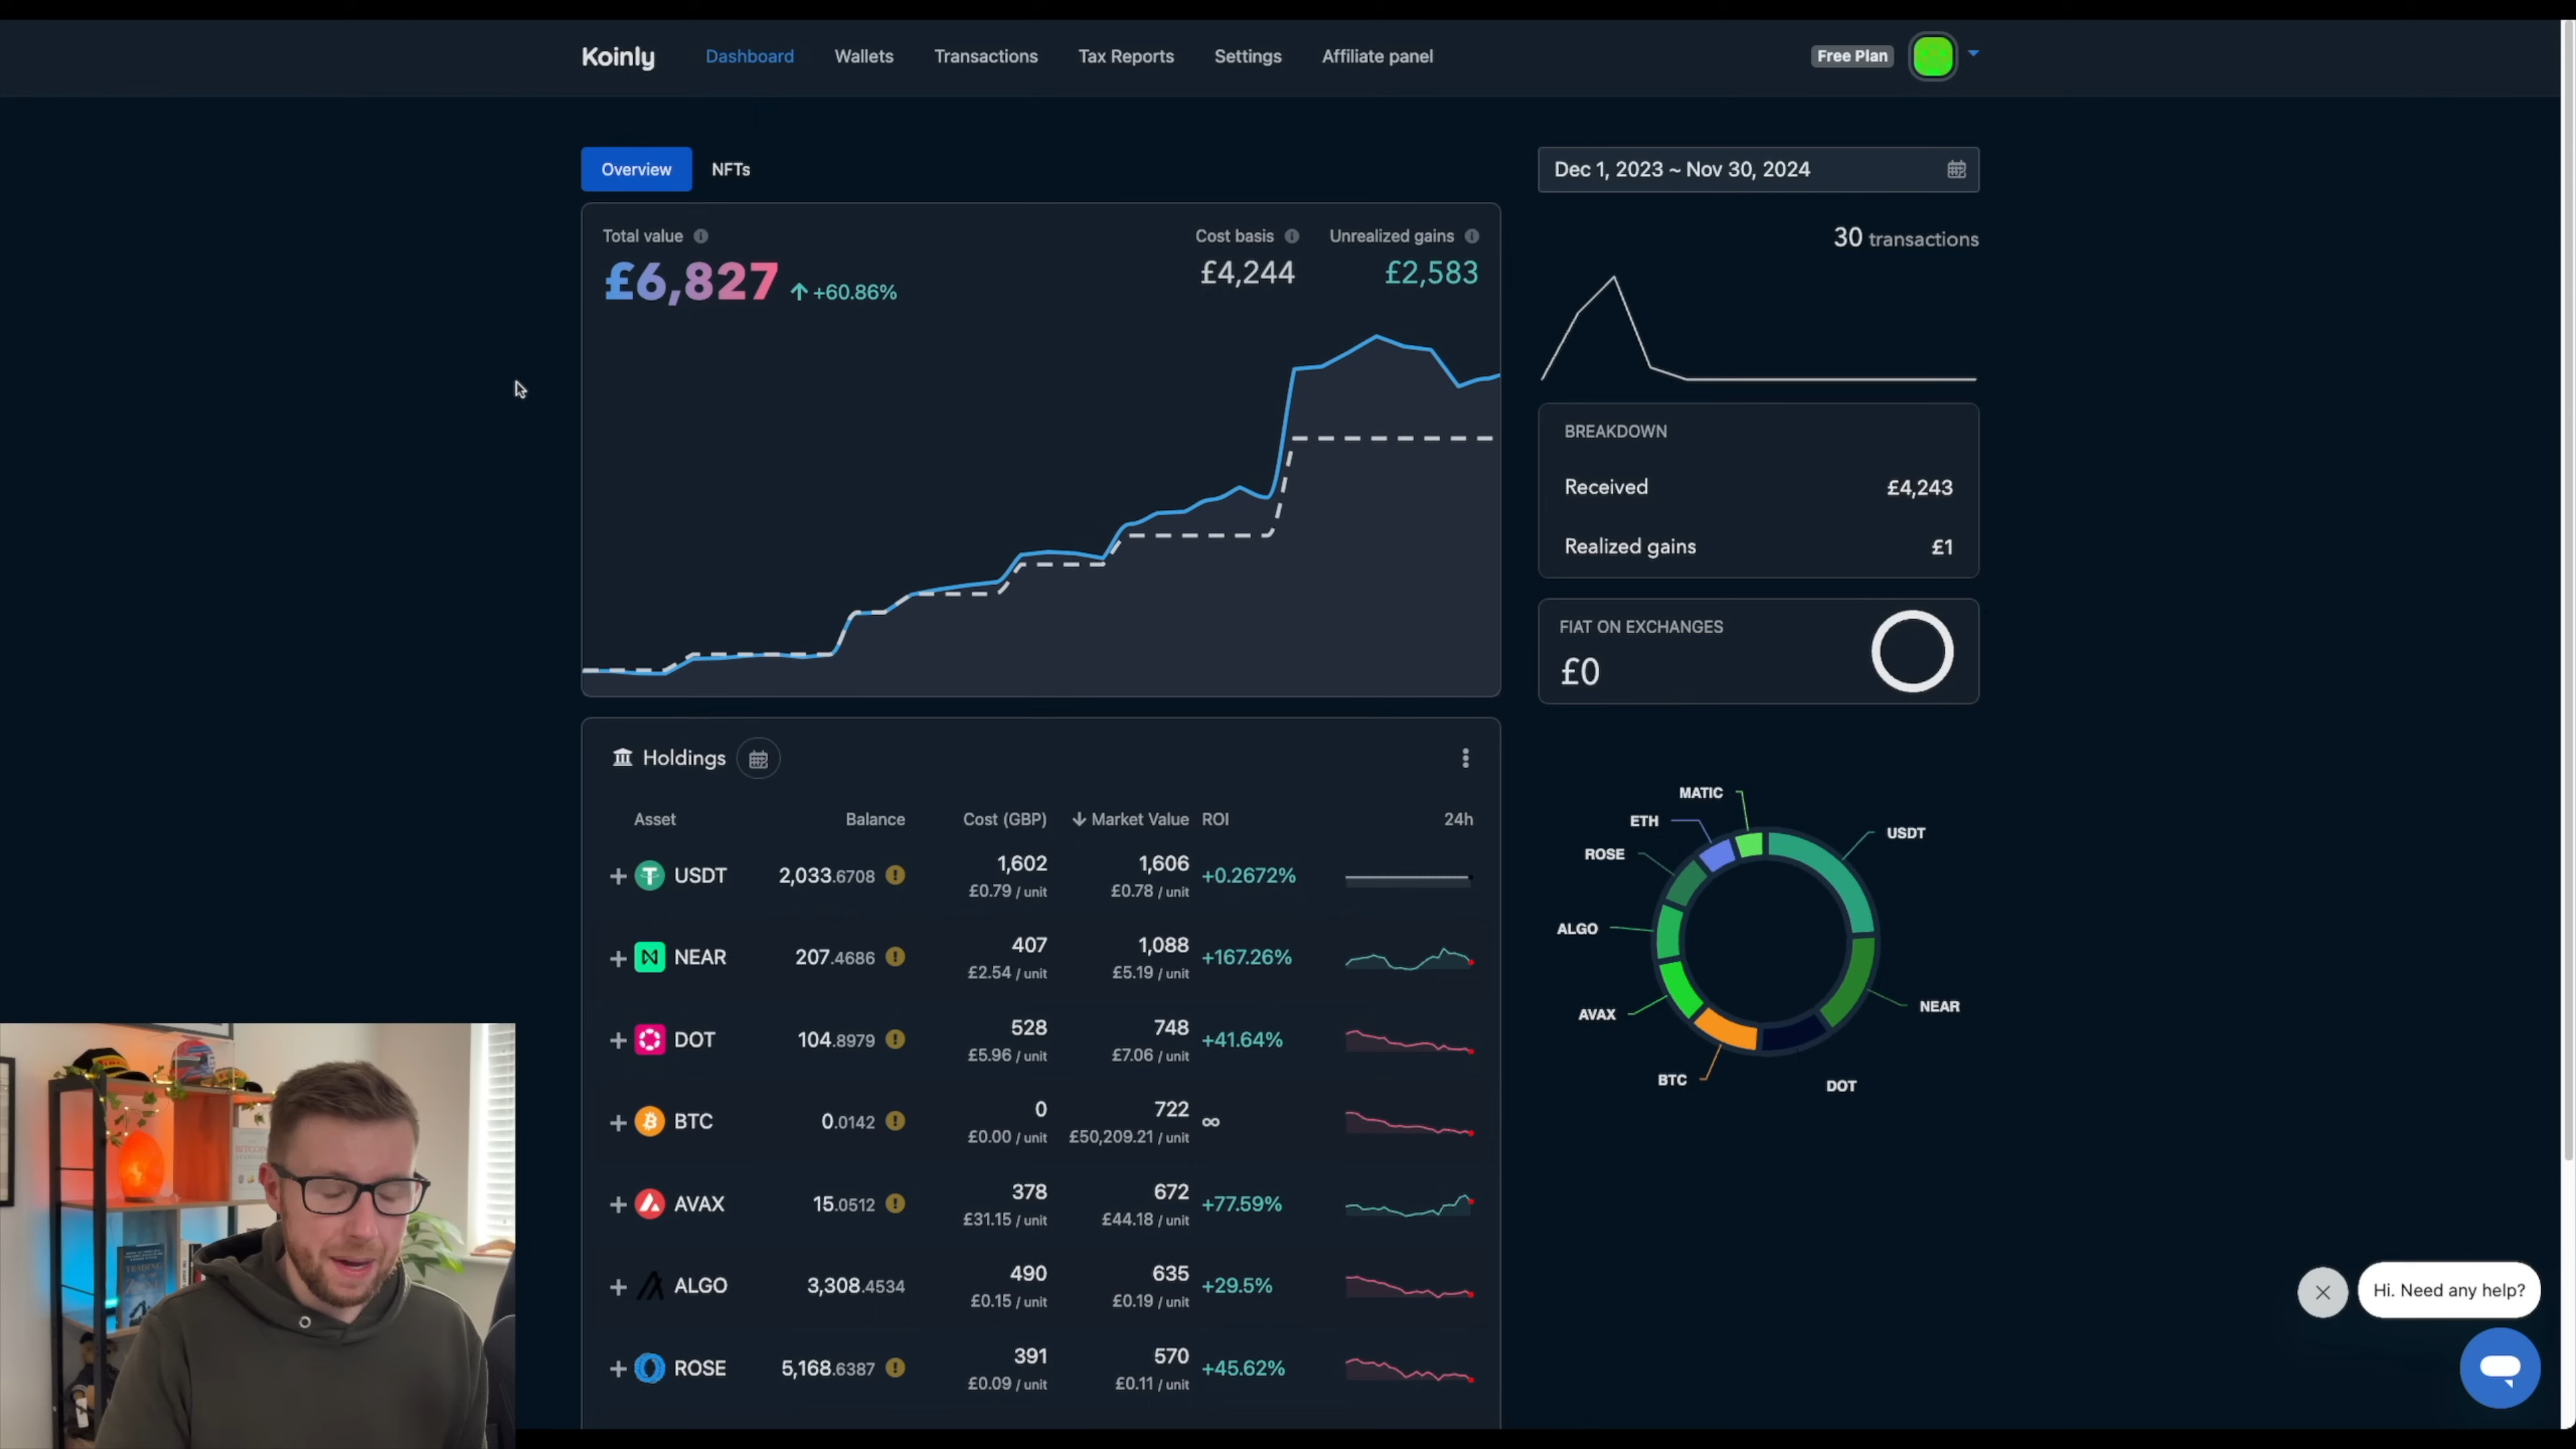 Koinly Dashboard Wallets Transactions Tax Reports Settings Affiliate panel Free Plan
Overview NFTs
Dec 1, 2023 ~ Nov 30, 2024
Total value
£6,827 +60.86%
Cost basis
£4,244
Unrealized gains
£2,583
30 transactions
BREAKDOWN
Received £4,243
Realized gains £1
FIAT ON EXCHANGES
£0
Holdings
Asset Balance Cost (GBP) Market Value ROI 24h
USDT 2,033.6708 1,602 1,606 +0.2672%
£0.79 / unit £0.78 / unit
NEAR 207.4686 407 1,088 +167.26%
£2.54 / unit £5.19 / unit
DOT 104.8979 528 748 +41.64%
£5.96 / unit £7.06 / unit
BTC 0.0142 0 722 ∞
£0.00 / unit £50,209.21 / unit
AVAX 15.0512 378 672 +77.59%
£31.15 / unit £44.18 / unit
ALGO 3,308.4534 490 635 +29.5%
£0.15 / unit £0.19 / unit
ROSE 5,168.6387 391 570 +45.62%
£0.09 / unit £0.11 / unit
MATIC
ETH
USDT
ROSE
ALGO
NEAR
AVAX
BTC
DOT
Hi. Need any help?
TRADING